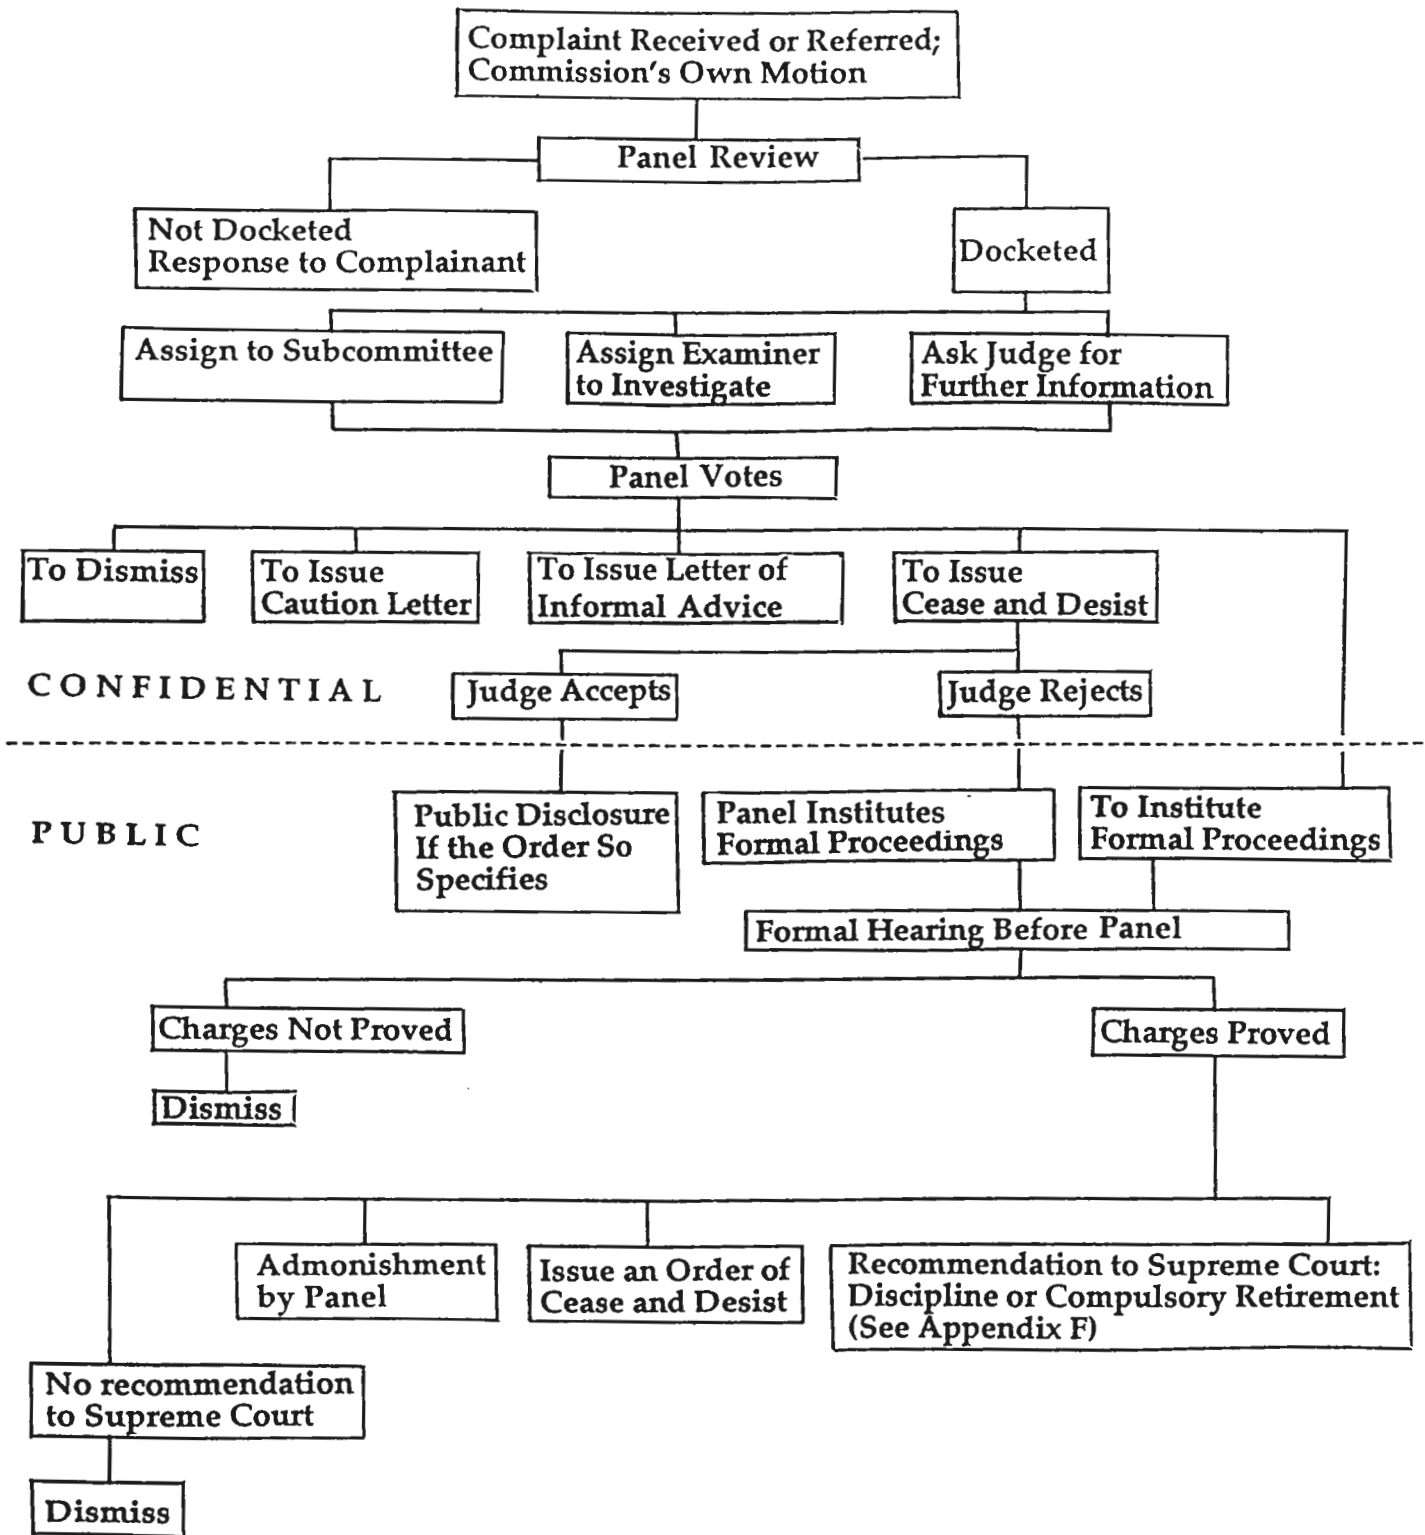 Complaint Received or Referred;
Commission's Own Motion
Panel Review
Not Docketed
Response to Complainant
Docketed
Assign to Subcommittee
Assign Examiner
to Investigate
Ask Judge for
Further Information
Panel Votes
To Dismiss
To Issue
Caution Letter
To Issue Letter of
Informal Advice
To Issue
Cease and Desist
CONFIDENTIAL
Judge Accepts
Judge Rejects
PUBLIC
Public Disclosure
If the Order So
Specifies
Panel Institutes
Formal Proceedings
To Institute
Formal Proceedings
Formal Hearing Before Panel
Charges Not Proved
Charges Proved
Dismiss
Admonishment
by Panel
Issue an Order of
Cease and Desist
Recommendation to Supreme Court:
Discipline or Compulsory Retirement
(See Appendix F)
No recommendation
to Supreme Court
Dismiss